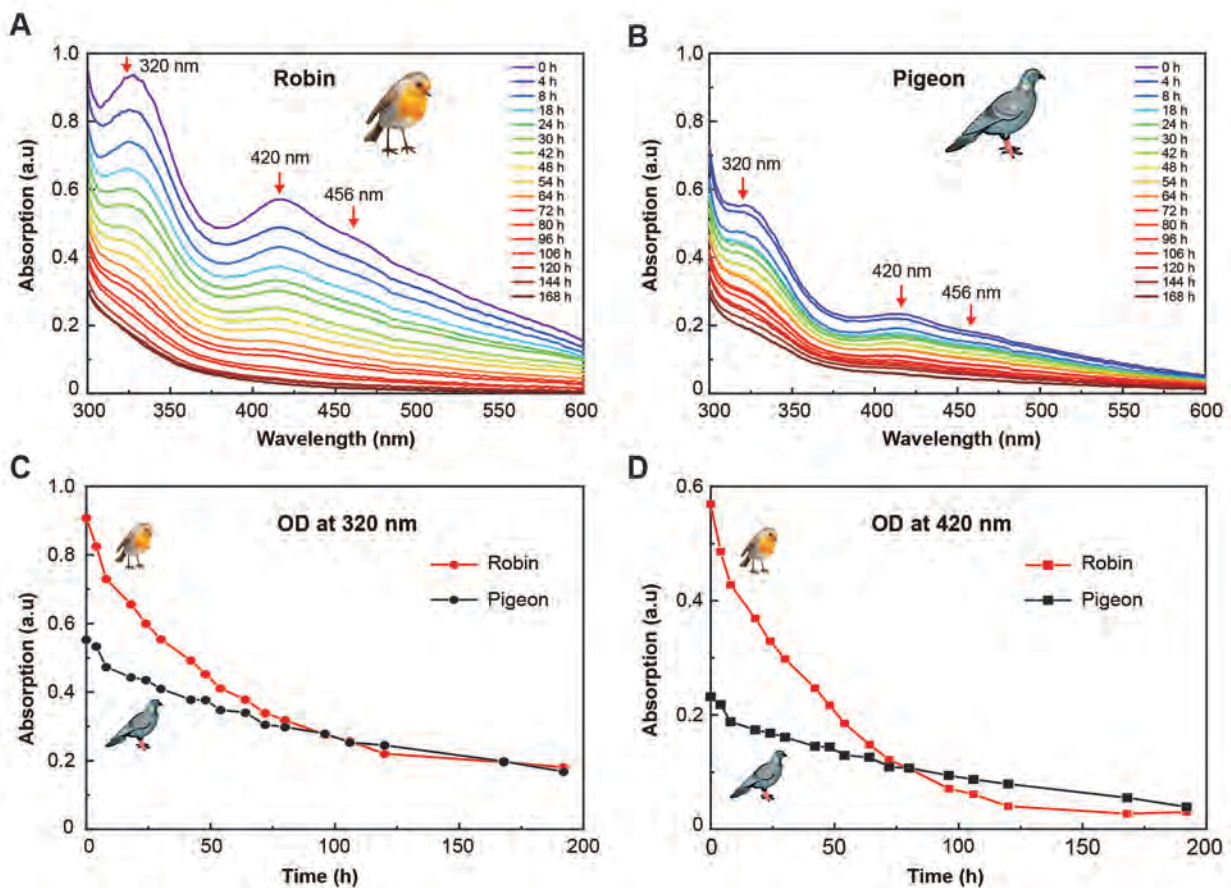 A
Absorption (a.u)
1.0
0.8
0.6
0.4
0.2
0
320 nm
Robin
420 nm
456 nm
0 h
4 h
8 h
18 h
24 h
30 h
42 h
48 h
54 h
64 h
72 h
80 h
96 h
106 h
120 h
144 h
168 h
300 350 400 450 500 550 600
Wavelength (nm)
B
Absorption (a.u)
1.0
0.8
0.6
0.4
0.2
0
Pigeon
320 nm
420 nm
456 nm
0 h
4 h
8 h
18 h
24 h
30 h
42 h
48 h
54 h
64 h
72 h
80 h
96 h
106 h
120 h
144 h
168 h
300 350 400 450 500 550 600
Wavelength (nm)
C
Absorption (a.u)
1.0
0.8
0.6
0.4
0.2
0
OD at 320 nm
Robin
Pigeon
0 50 100 150 200
Time (h)
D
Absorption (a.u)
0.6
0.4
0.2
0
OD at 420 nm
Robin
Pigeon
0 50 100 150 200
Time (h)